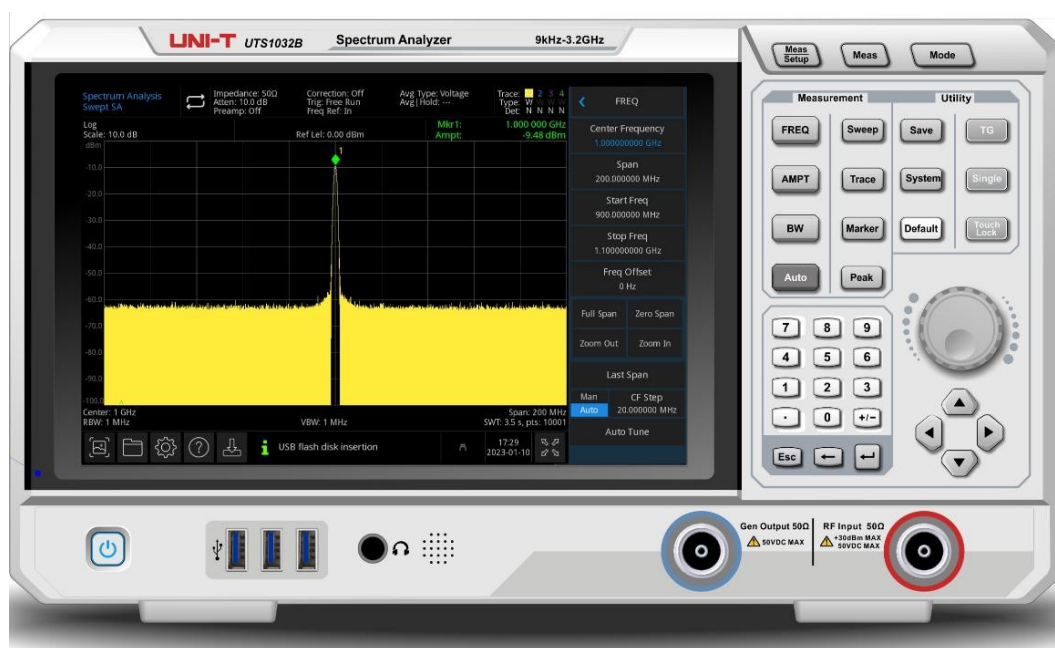 UNI-T UTS1032B Spectrum Analyzer 9kHz-3.2GHz
Spectrum Analysis
Swept SA
Impedance: 50Ω
Atten: 10.0 dB
Preamp: Off
Correction: Off
Trig: Free Run
Freq Ref: In
Avg Type: Voltage
Avg|Hold: ---
Trace: 1 2 3 4
Type: W W W W
Det: N N N N
Log
Scale: 10.0 dB
Ref Lel: 0.00 dBm
Mkr1: 1.000 000 GHz
Ampt: -9.48 dBm
dBm
1
-10.0
-20.0
-30.0
-40.0
-50.0
-60.0
-70.0
-80.0
-90.0
-100.0
Center: 1 GHz
RBW: 1 MHz
VBW: 1 MHz
Span: 200 MHz
SWT: 3.5 s, pts: 10001
USB flash disk insertion
17:29
2023-01-10
FREQ
Center Frequency
1.000000000 GHz
Span
200.000000 MHz
Start Freq
900.000000 MHz
Stop Freq
1.100000000 GHz
Freq Offset
0 Hz
Full Span Zero Span
Zoom Out Zoom In
Last Span
Man
Auto
CF Step
20.000000 MHz
Auto Tune
Meas
Setup
Meas
Mode
Measurement
Utility
FREQ Sweep Save TG
AMPT Trace System Single
BW Marker Default Touch
Lock
Auto Peak
7 8 9
4 5 6
1 2 3
. 0 +/-
Esc
Gen Output 50Ω
50VDC MAX
RF Input 50Ω
+30dBm MAX
50VDC MAX